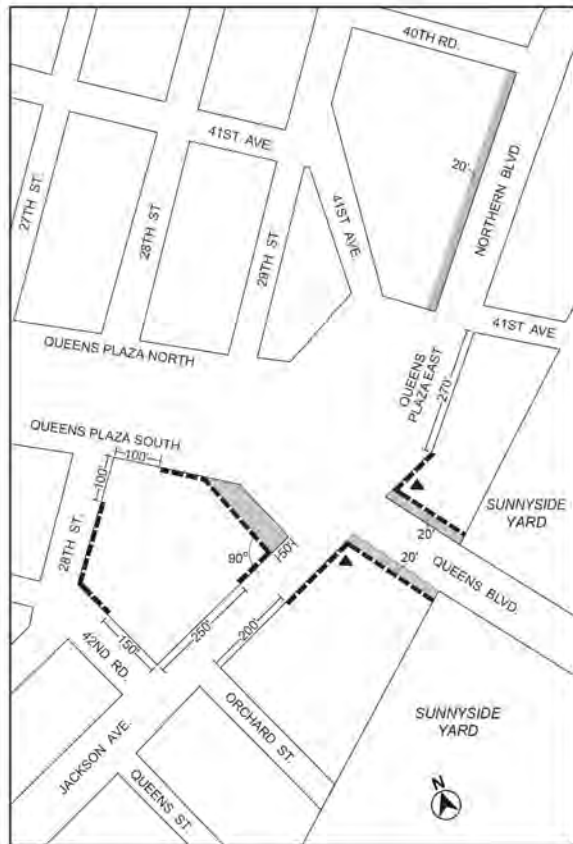 40TH RD.
20'
NORTHERN BLVD.
41ST AVE.
27TH ST.
28TH ST
29TH ST
41ST AVE.
41ST AVE
QUEENS PLAZA NORTH
QUEENS
PLAZA EAST
270'
QUEENS PLAZA SOUTH
100'
100'
28TH ST.
90°
50'
20'
SUNNYSIDE
YARD
20'
QUEENS BLVD.
150'
250'
200'
42ND RD.
ORCHARD ST.
JACKSON AVE.
QUEENS ST.
SUNNYSIDE
YARD
N